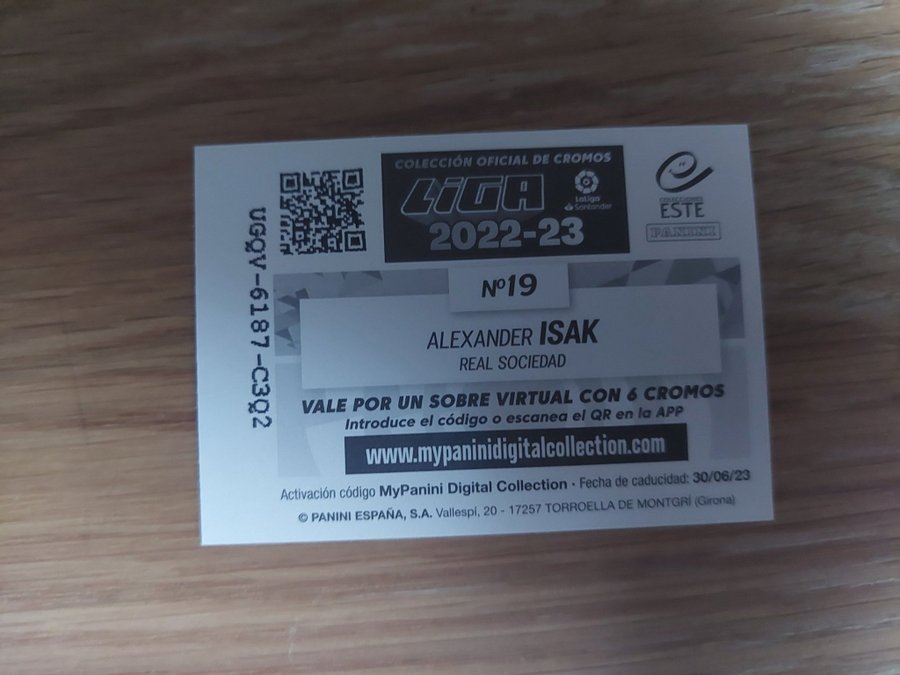 UGQV-6187-C3Q2
COLECCIÓN OFICIAL DE CROMOS
LIGA
LaLiga
Santander
2022-23
COLECCIONES
ESTE
PANINI
Nº19
ALEXANDER ISAK
REAL SOCIEDAD
VALE POR UN SOBRE VIRTUAL CON 6 CROMOS
Introduce el código o escanea el QR en la APP
www.mypaninidigitalcollection.com
Activación código MyPanini Digital Collection · Fecha de caducidad: 30/06/23
© PANINI ESPAÑA, S.A. Vallespí, 20 - 17257 TORROELLA DE MONTGRÍ (Girona)